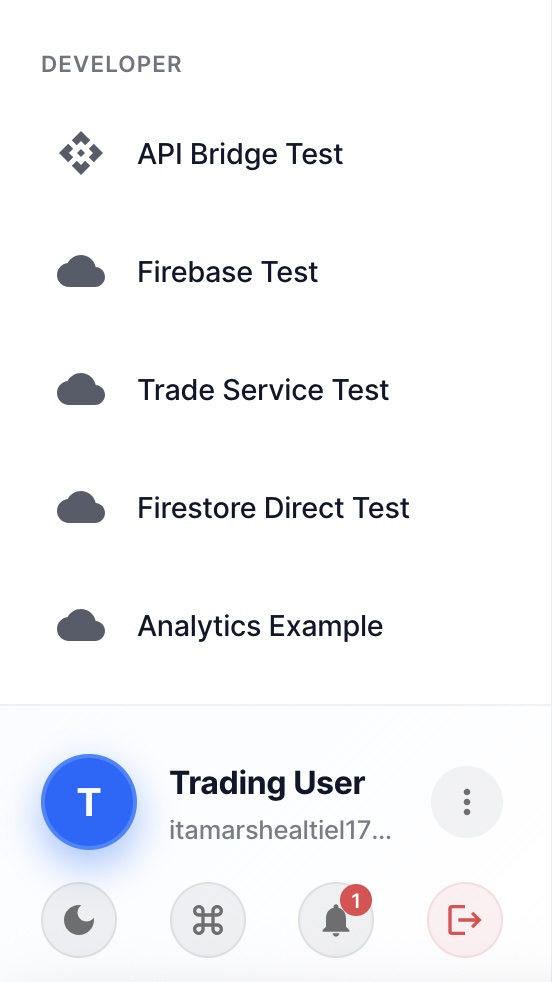 DEVELOPER
API Bridge Test
Firebase Test
Trade Service Test
Firestore Direct Test
Analytics Example
T
Trading User
itamarshealtiel17...
1